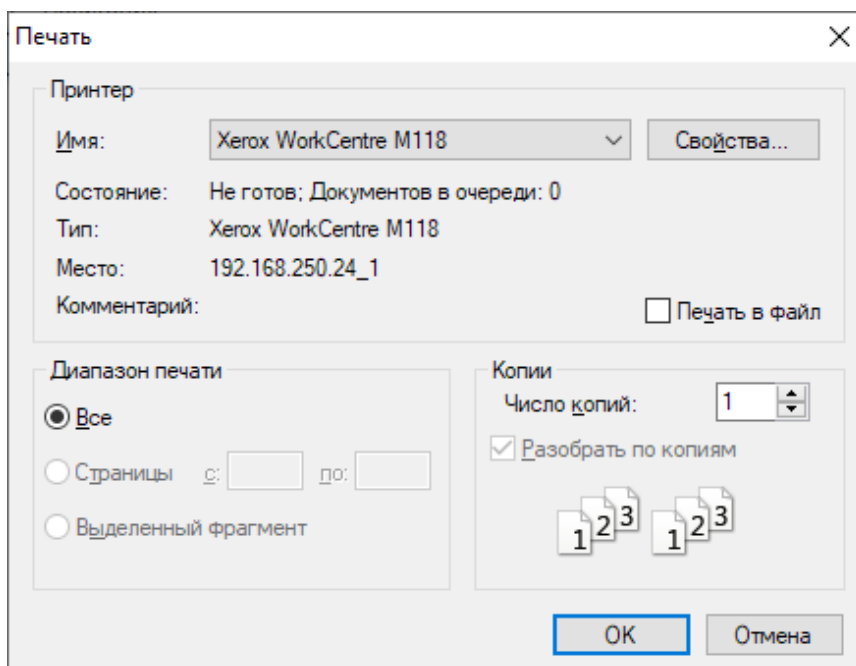 Печать
Принтер
Имя: Xerox WorkCentre M118 Свойства...
Состояние: Не готов; Документов в очереди: 0
Тип: Xerox WorkCentre M118
Место: 192.168.250.24_1
Комментарий: Печать в файл
Диапазон печати
Все
Страницы с: по:
Выделенный фрагмент
Копии
Число копий: 1
Разобрать по копиям
1 2 3 1 2 3
ОК Отмена